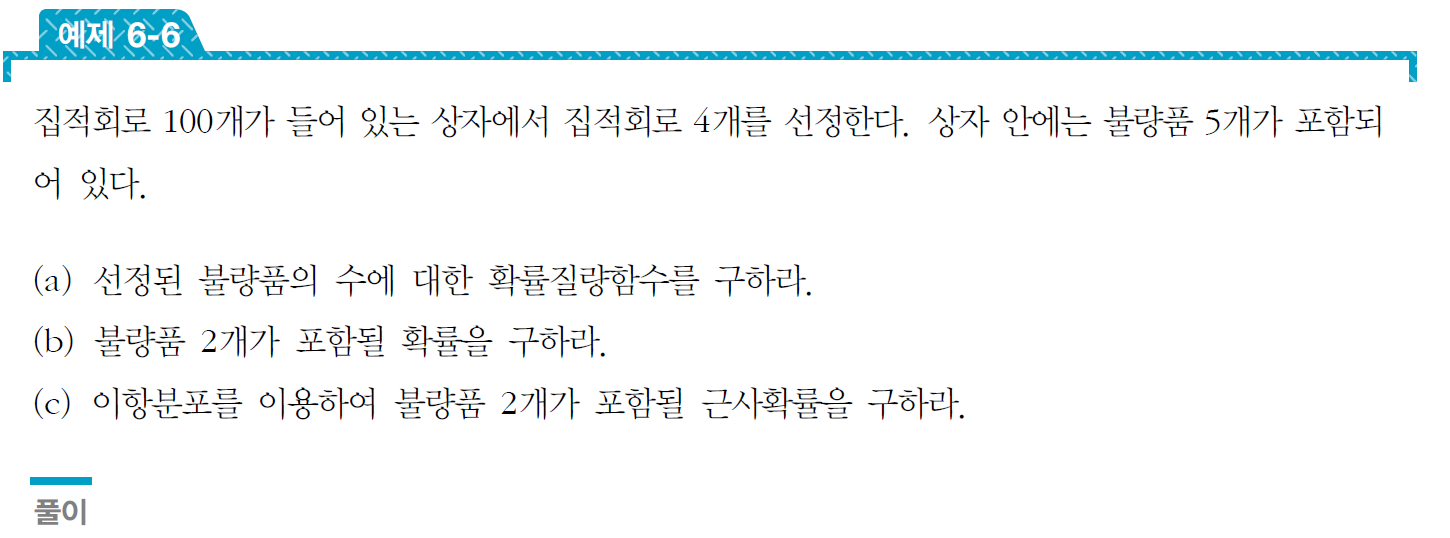 예제 6-6
집적회로 100개가 들어 있는 상자에서 집적회로 4개를 선정한다. 상자 안에는 불량품 5개가 포함되
어 있다.
(a) 선정된 불량품의 수에 대한 확률질량함수를 구하라.
(b) 불량품 2개가 포함될 확률을 구하라.
(c) 이항분포를 이용하여 불량품 2개가 포함될 근사확률을 구하라.
풀이